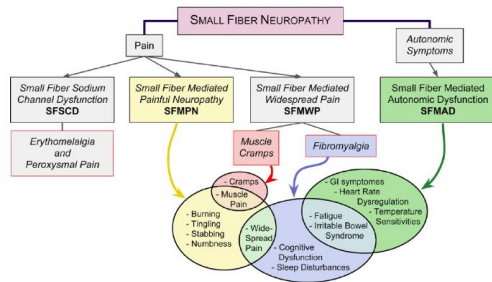 SMALL FIBER NEUROPATHY
Pain
Autonomic
Symptoms
Small Fiber Sodium
Channel Dysfunction
SFSCD
Small Fiber Mediated
Painful Neuropathy
SFMPN
Small Fiber Mediated
Widespread Pain
SFMWP
Small Fiber Mediated
Autonomic Dysfunction
SFMAD
Erythomelalgia
and
Peroxysmal Pain
Muscle
Cramps
Fibromyalgia
- Cramps
- Muscle
Pain
- Burning
- Tingling
- Stabbing
- Numbness
- Wide-
Spread
Pain
- Cognitive
Dysfunction
- Sleep Disturbances
- Fatigue
- Irritable Bowel
Syndrome
- GI symptomes
- Heart Rate
Dysregulation
- Temperature
Sensitivities